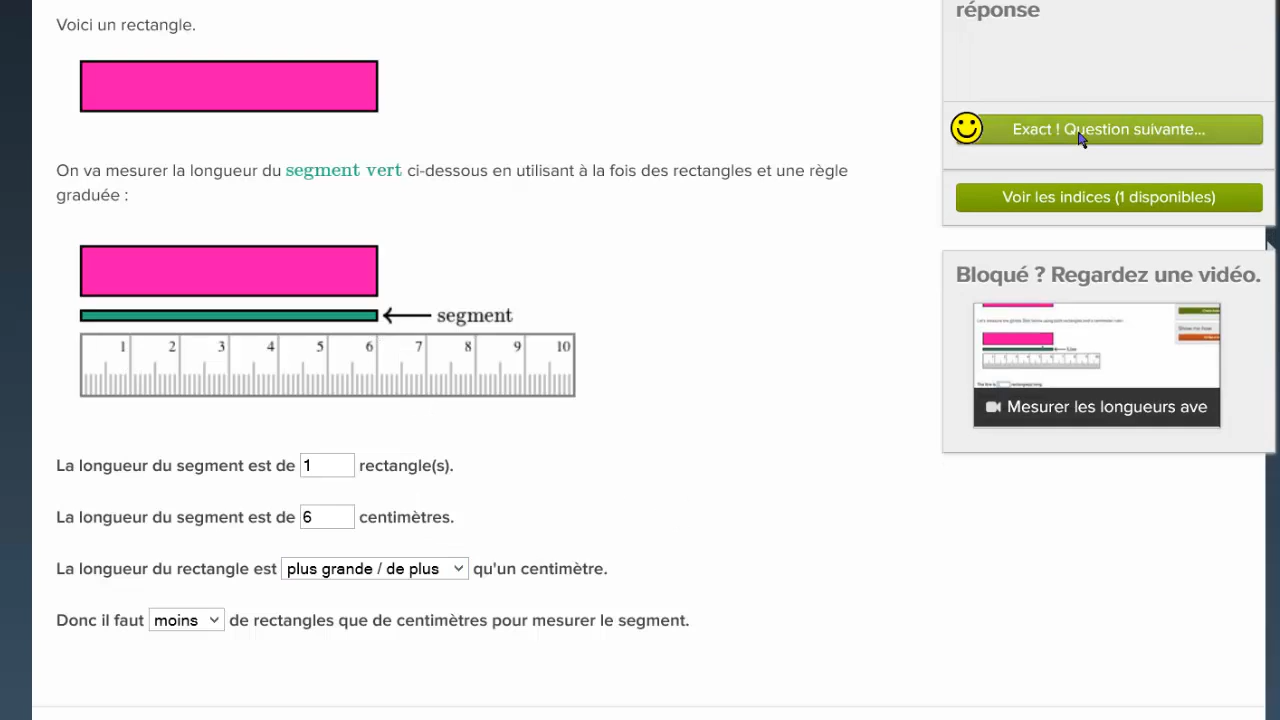 Voici un rectangle.
On va mesurer la longueur du segment vert ci-dessous en utilisant à la fois des rectangles et une règle
graduée :
segment
1 2 3 4 5 6 7 8 9 10
La longueur du segment est de 1 rectangle(s).
La longueur du segment est de 6 centimètres.
La longueur du rectangle est plus grande / de plus qu'un centimètre.
Donc il faut moins de rectangles que de centimètres pour mesurer le segment.
réponse
Exact ! Question suivante...
Voir les indices (1 disponibles)
Bloqué ? Regardez une vidéo.
Mesurer les longueurs ave